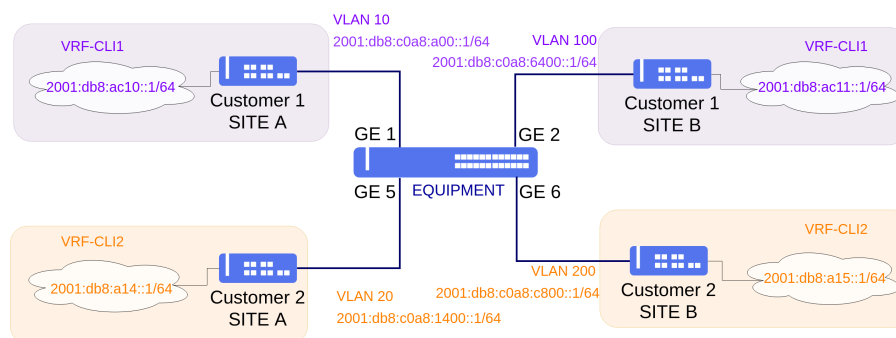 VLAN 10
2001:db8:c0a8:a00::1/64
VRF-CLI1
2001:db8:ac10::1/64
Customer 1
SITE A
VLAN 100
2001:db8:c0a8:6400::1/64
VRF-CLI1
2001:db8:ac11::1/64
Customer 1
SITE B
GE 1
GE 2
EQUIPMENT
GE 5
GE 6
VRF-CLI2
2001:db8:a14::1/64
Customer 2
SITE A
VLAN 20
2001:db8:c0a8:1400::1/64
VLAN 200
2001:db8:c0a8:c800::1/64
VRF-CLI2
2001:db8:a15::1/64
Customer 2
SITE B